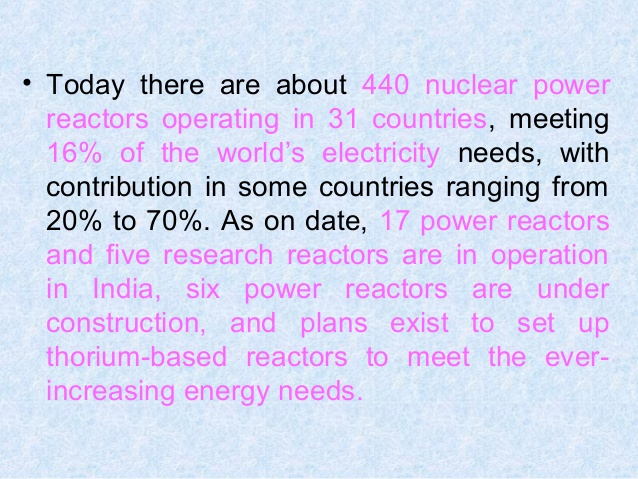 • Today there are about 440 nuclear power
reactors operating in 31 countries, meeting
16% of the world’s electricity needs, with
contribution in some countries ranging from
20% to 70%. As on date, 17 power reactors
and five research reactors are in operation
in India, six power reactors are under
construction, and plans exist to set up
thorium-based reactors to meet the ever-
increasing energy needs.